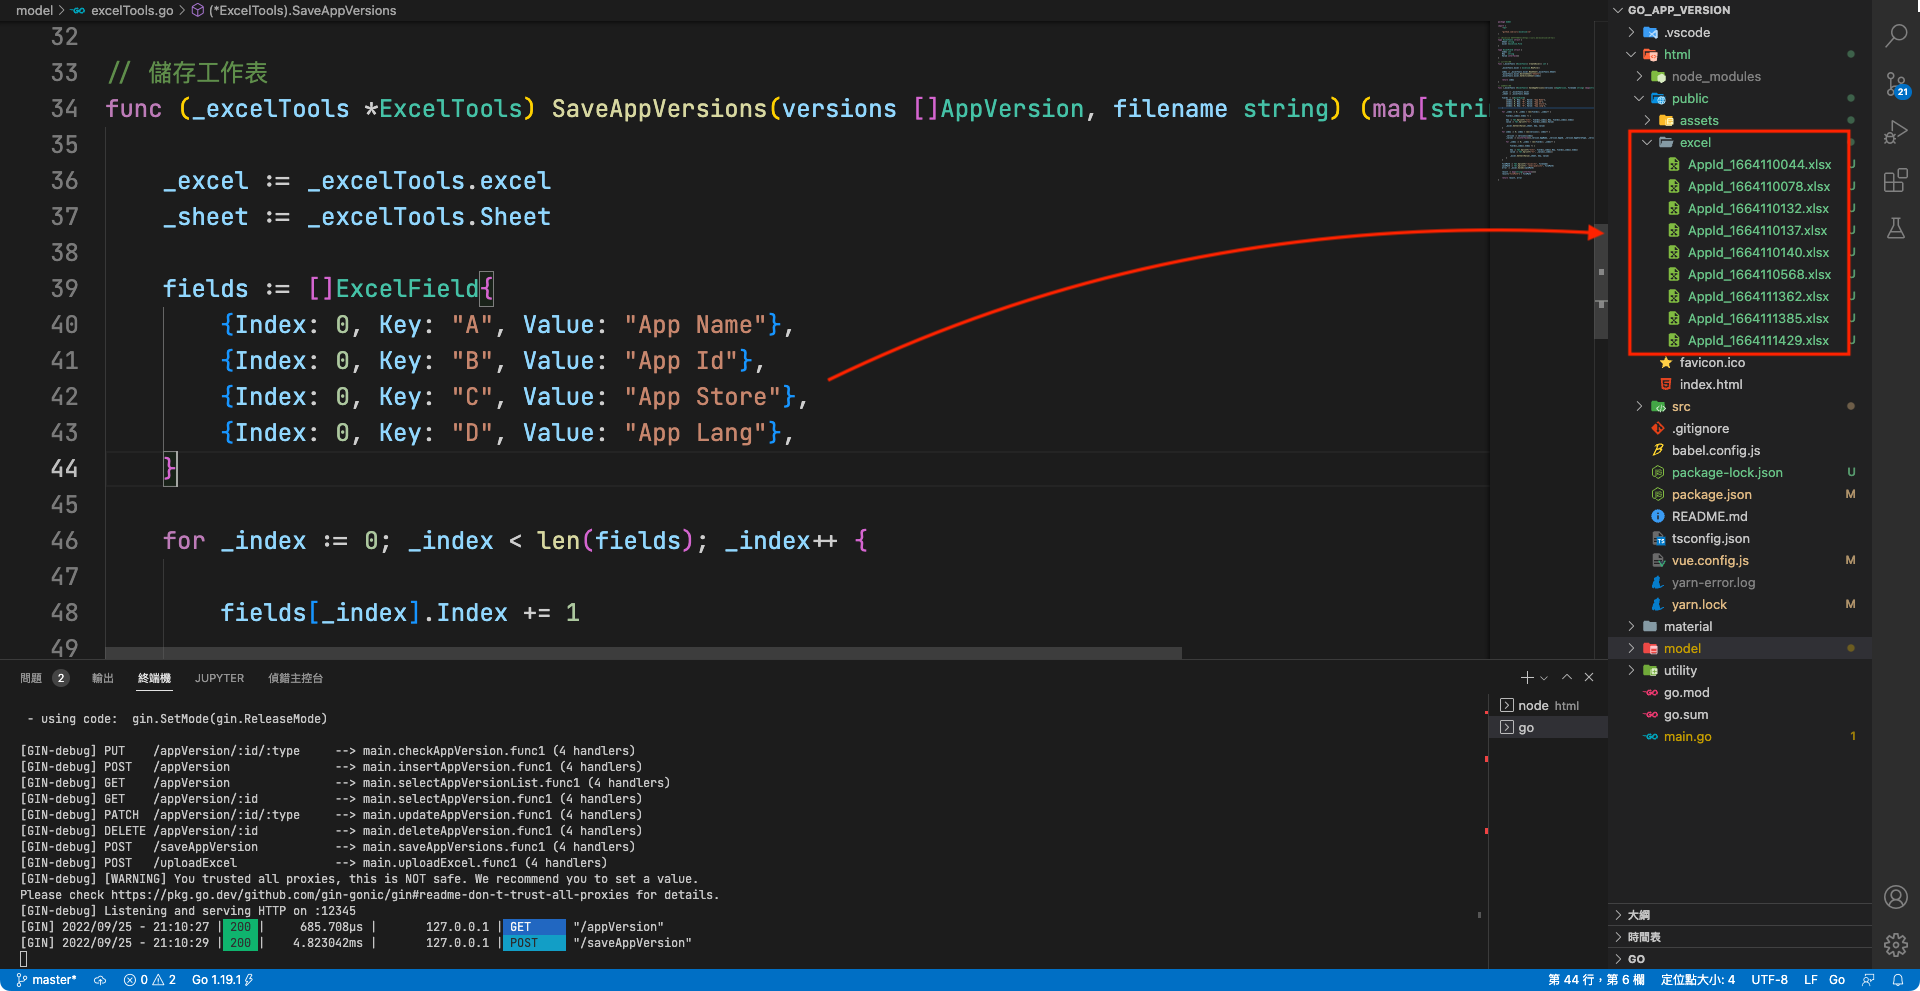 model > excelTools.go > (*ExcelTools).SaveAppVersions
32
33 // 儲存工作表
34 func (_excelTools *ExcelTools) SaveAppVersions(versions []AppVersion, filename string) (map[stri
35
36 _excel := _excelTools.excel
37 _sheet := _excelTools.Sheet
38
39 fields := []ExcelField{
40 {Index: 0, Key: "A", Value: "App Name"},
41 {Index: 0, Key: "B", Value: "App Id"},
42 {Index: 0, Key: "C", Value: "App Store"},
43 {Index: 0, Key: "D", Value: "App Lang"},
44 }
45
46 for _index := 0; _index < len(fields); _index++ {
47
48 fields[_index].Index += 1
49
GO_APP_VERSION
.vscode
html
node_modules
public
assets
excel
AppId_1664110044.xlsx U
AppId_1664110078.xlsx U
AppId_1664110132.xlsx U
AppId_1664110137.xlsx U
AppId_1664110140.xlsx U
AppId_1664110568.xlsx U
AppId_1664111362.xlsx U
AppId_1664111385.xlsx U
AppId_1664111429.xlsx U
favicon.ico
index.html
src
.gitignore
babel.config.js
package-lock.json U
package.json M
README.md
tsconfig.json
vue.config.js M
yarn-error.log
yarn.lock M
material
model
utility
go.mod
go.sum
main.go 1
大綱
時間表
GO
21
問題 2 輸出 終端機 JUPYTER 偵錯主控台
node html
go
- using code: gin.SetMode(gin.ReleaseMode)
[GIN-debug] PUT /appVersion/:id/:type --> main.checkAppVersion.func1 (4 handlers)
[GIN-debug] POST /appVersion --> main.insertAppVersion.func1 (4 handlers)
[GIN-debug] GET /appVersion --> main.selectAppVersionList.func1 (4 handlers)
[GIN-debug] GET /appVersion/:id --> main.selectAppVersion.func1 (4 handlers)
[GIN-debug] PATCH /appVersion/:id/:type --> main.updateAppVersion.func1 (4 handlers)
[GIN-debug] DELETE /appVersion/:id --> main.deleteAppVersion.func1 (4 handlers)
[GIN-debug] POST /saveAppVersion --> main.saveAppVersions.func1 (4 handlers)
[GIN-debug] POST /uploadExcel --> main.uploadExcel.func1 (4 handlers)
[GIN-debug] [WARNING] You trusted all proxies, this is NOT safe. We recommend you to set a value.
Please check https://pkg.go.dev/github.com/gin-gonic/gin#readme-don-t-trust-all-proxies for details.
[GIN-debug] Listening and serving HTTP on :12345
[GIN] 2022/09/25 - 21:10:27 | 200 | 685.708µs | 127.0.0.1 | GET "/appVersion"
[GIN] 2022/09/25 - 21:10:29 | 200 | 4.823042ms | 127.0.0.1 | POST "/saveAppVersion"
master* 0 2 Go 1.19.1 第 44 行,第 6 欄 定位點大小: 4 UTF-8 LF Go